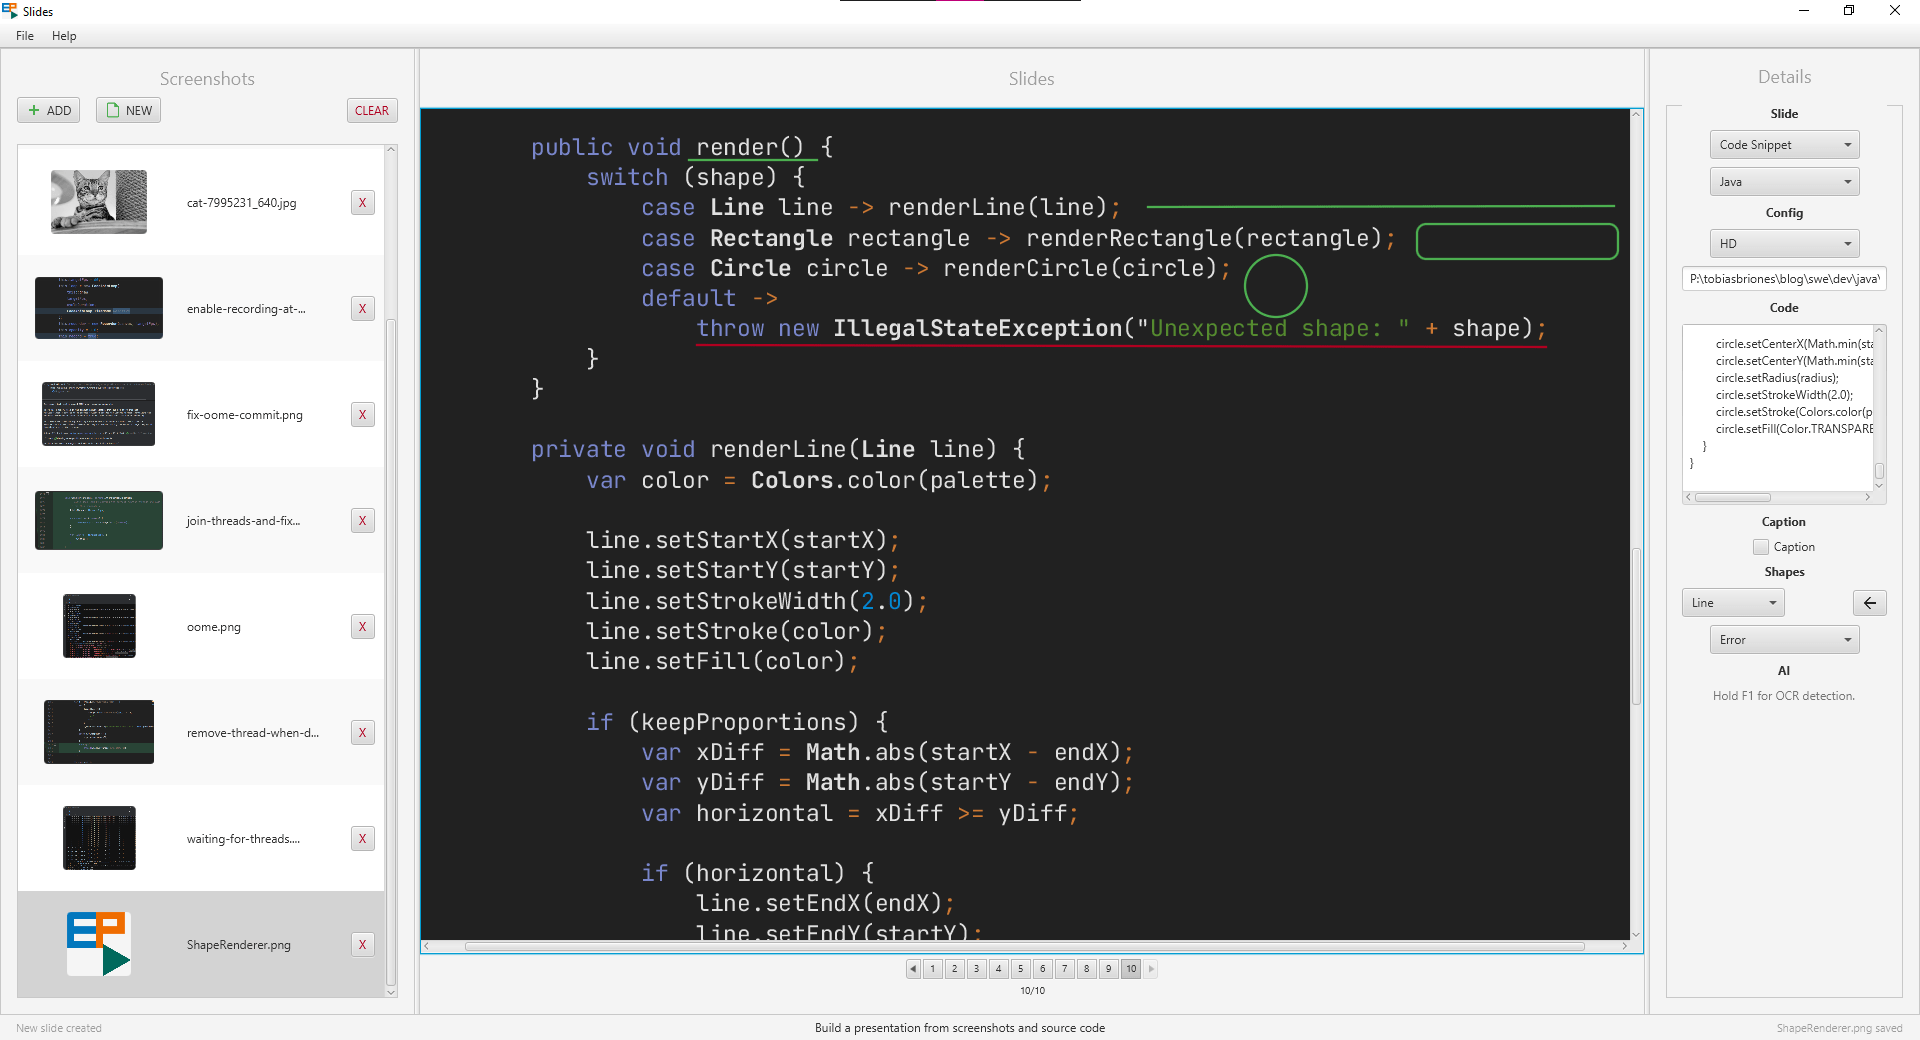 Slides
File Help
Screenshots
ADD NEW CLEAR
cat-7995231_640.jpg X
enable-recording-at-... X
fix-oome-commit.png X
join-threads-and-fix... X
oome.png X
remove-thread-when-d... X
waiting-for-threads.... X
EP
ShapeRenderer.png X
Slides
public void render() {
switch (shape) {
case Line line -> renderLine(line);
case Rectangle rectangle -> renderRectangle(rectangle);
case Circle circle -> renderCircle(circle);
default ->
throw new IllegalStateException("Unexpected shape: " + shape);
}
}
private void renderLine(Line line) {
var color = Colors.color(palette);
line.setStartX(startX);
line.setStartY(startY);
line.setStrokeWidth(2.0);
line.setStroke(color);
line.setFill(color);
if (keepProportions) {
var xDiff = Math.abs(startX - endX);
var yDiff = Math.abs(startY - endY);
var horizontal = xDiff >= yDiff;
if (horizontal) {
line.setEndX(endX);
line.setEndY(startY);
1 2 3 4 5 6 7 8 9 10
10/10
Details
Slide
Code Snippet
Java
Config
HD
P:\tobiasbriones\blog\swe\dev\java\
Code
circle.setCenterX(Math.min(sta
circle.setCenterY(Math.min(sta
circle.setRadius(radius);
circle.setStrokeWidth(2.0);
circle.setStroke(Colors.color(p
circle.setFill(Color.TRANSPARE
}
}
Caption
Caption
Shapes
Line
Error
AI
Hold F1 for OCR detection.
New slide created
Build a presentation from screenshots and source code
ShapeRenderer.png saved